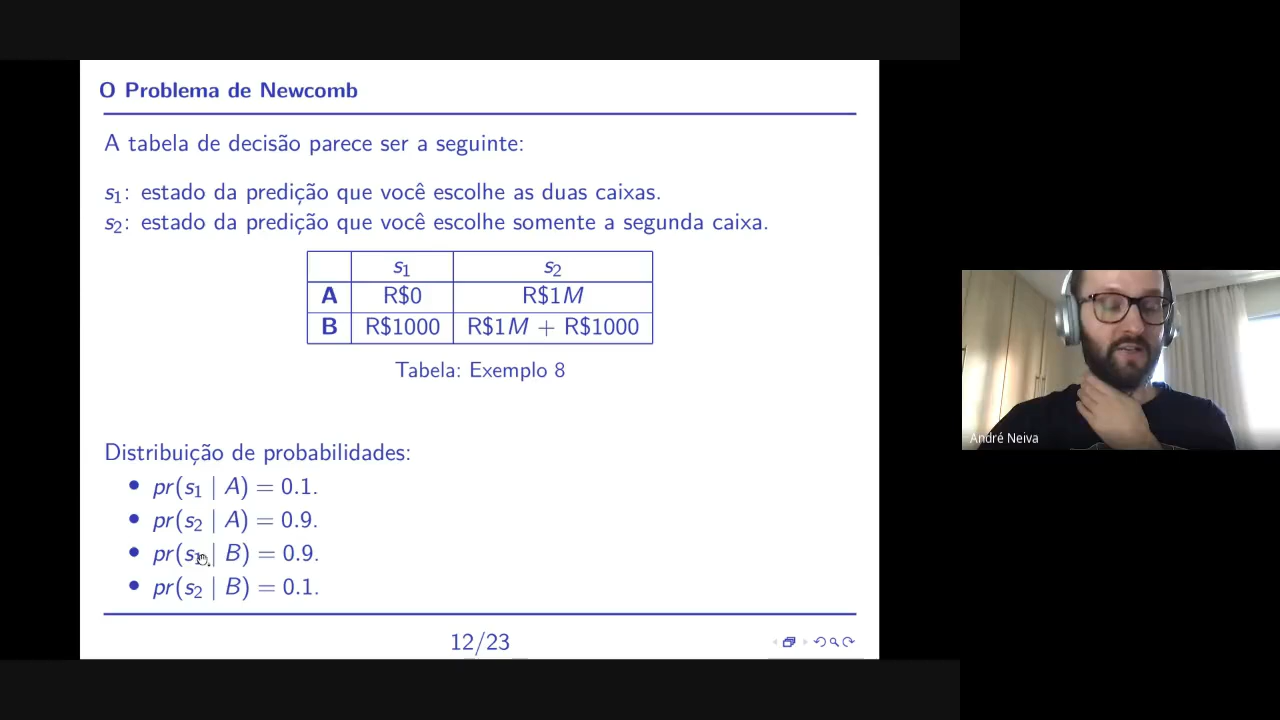 O Problema de Newcomb
A tabela de decisão parece ser a seguinte:
s₁: estado da predição que você escolhe as duas caixas.
s₂: estado da predição que você escolhe somente a segunda caixa.
s₁ s₂
A R$0 R$1M
B R$1000 R$1M + R$1000
Tabela: Exemplo 8
Distribuição de probabilidades:
• pr(s₁ | A) = 0.1.
• pr(s₂ | A) = 0.9.
• pr(s₁ | B) = 0.9.
• pr(s₂ | B) = 0.1.
12/23
André Neiva